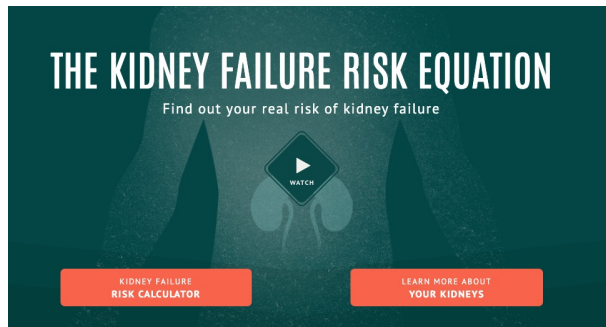 THE KIDNEY FAILURE RISK EQUATION
Find out your real risk of kidney failure
WATCH
KIDNEY FAILURE
RISK CALCULATOR
LEARN MORE ABOUT
YOUR KIDNEYS